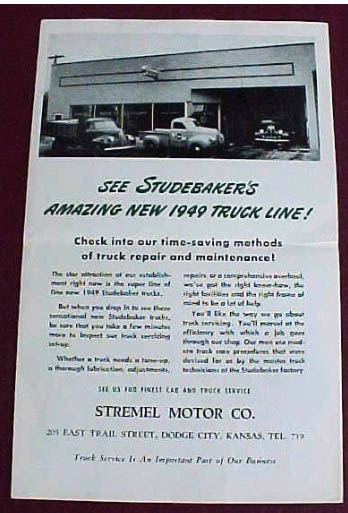 SEE STUDEBAKER'S
AMAZING NEW 1949 TRUCK LINE!
Check into our time-saving methods
of truck repair and maintenance!
The star attraction of our establish-
ment right now is the super line of
fine new 1949 Studebaker trucks.
But when you drop in to see these
sensational new Studebaker trucks,
be sure that you take a few minutes
more to inspect our truck servicing
set-up.
Whether a truck needs a tune-up,
a thorough lubrication, adjustments,
repairs or a comprehensive overhaul,
we've got the right know-how, the
right facilities and the right frame of
mind to be a lot of help.
You'll like the way we go about
truck servicing. You'll marvel at the
efficiency with which a job goes
through our shop. Our men use mod-
ern truck care procedures that were
devised for us by the master truck
technicians of the Studebaker factory.
SEE US FOR FINEST CAR AND TRUCK SERVICE
STREMEL MOTOR CO.
EAST TRAIL STREET, DODGE CITY, KANSAS, TEL. 719
Truck Service Is An Important Part of Our Business